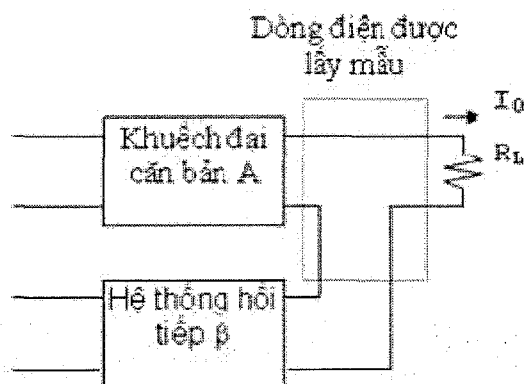 Dòng điện được
lấy mẫu
I0
RL
Khuếch đại
căn bản A
Hệ thống hồi
tiếp β